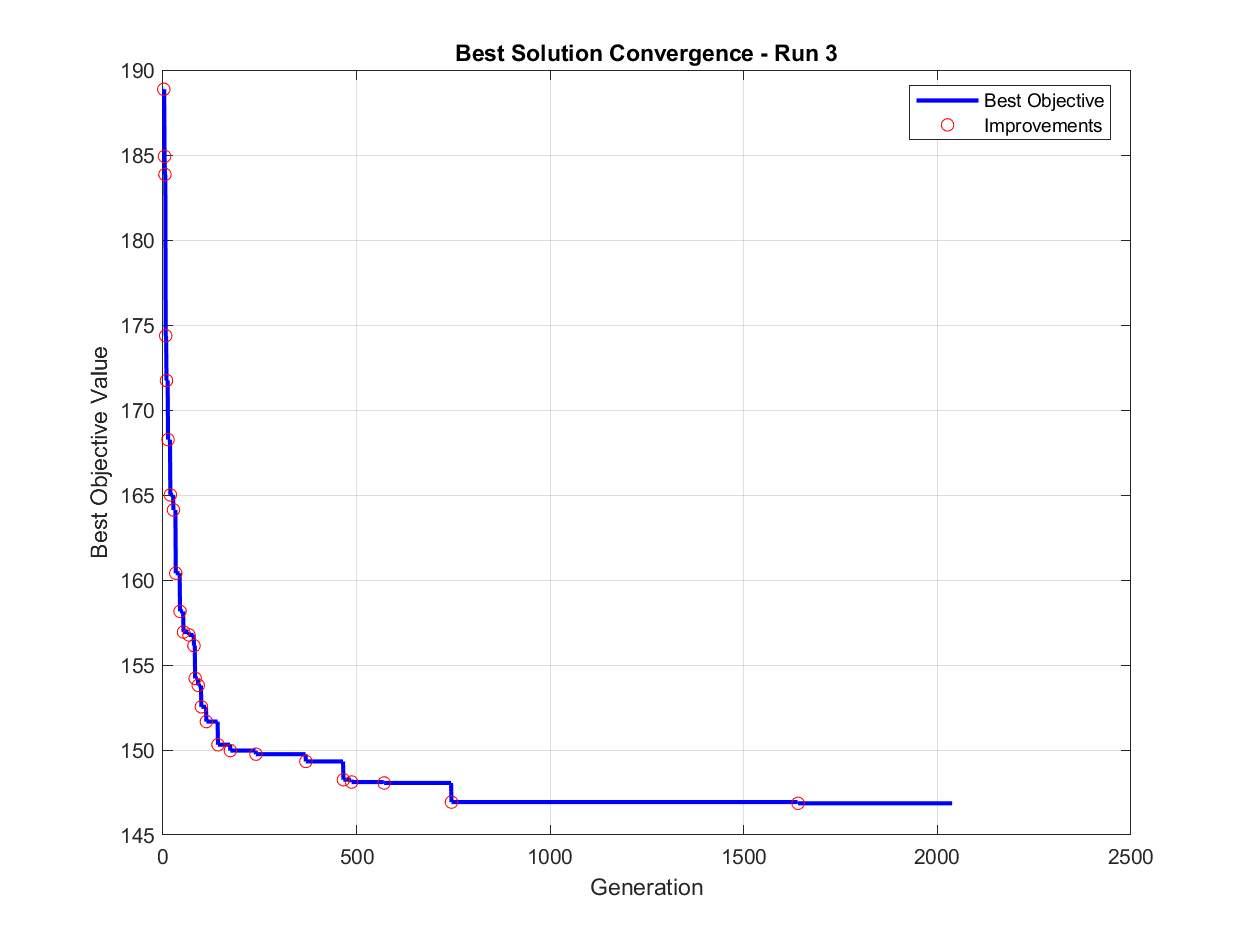 Best Solution Convergence - Run 3
Best Objective
Improvements
190
185
180
175
170
165
160
155
150
145
Best Objective Value
0 500 1000 1500 2000 2500
Generation